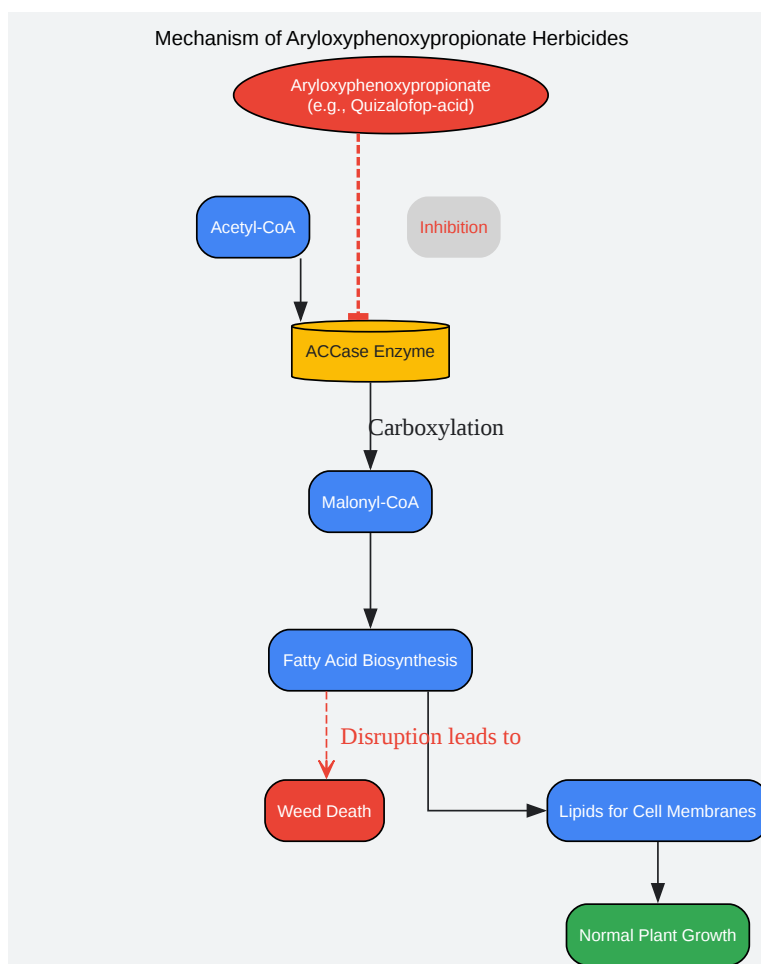 Mechanism of Aryloxyphenoxypropionate Herbicides
Aryloxyphenoxypropionate
(e.g., Quizalofop-acid)
Acetyl-CoA
Inhibition
ACCase Enzyme
Carboxylation
Malonyl-CoA
Fatty Acid Biosynthesis
Disruption leads to
Weed Death
Lipids for Cell Membranes
Normal Plant Growth